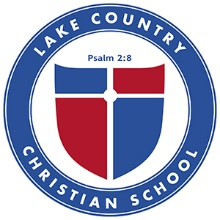 LAKE COUNTRY
Psalm 2:8
CHRISTIAN SCHOOL